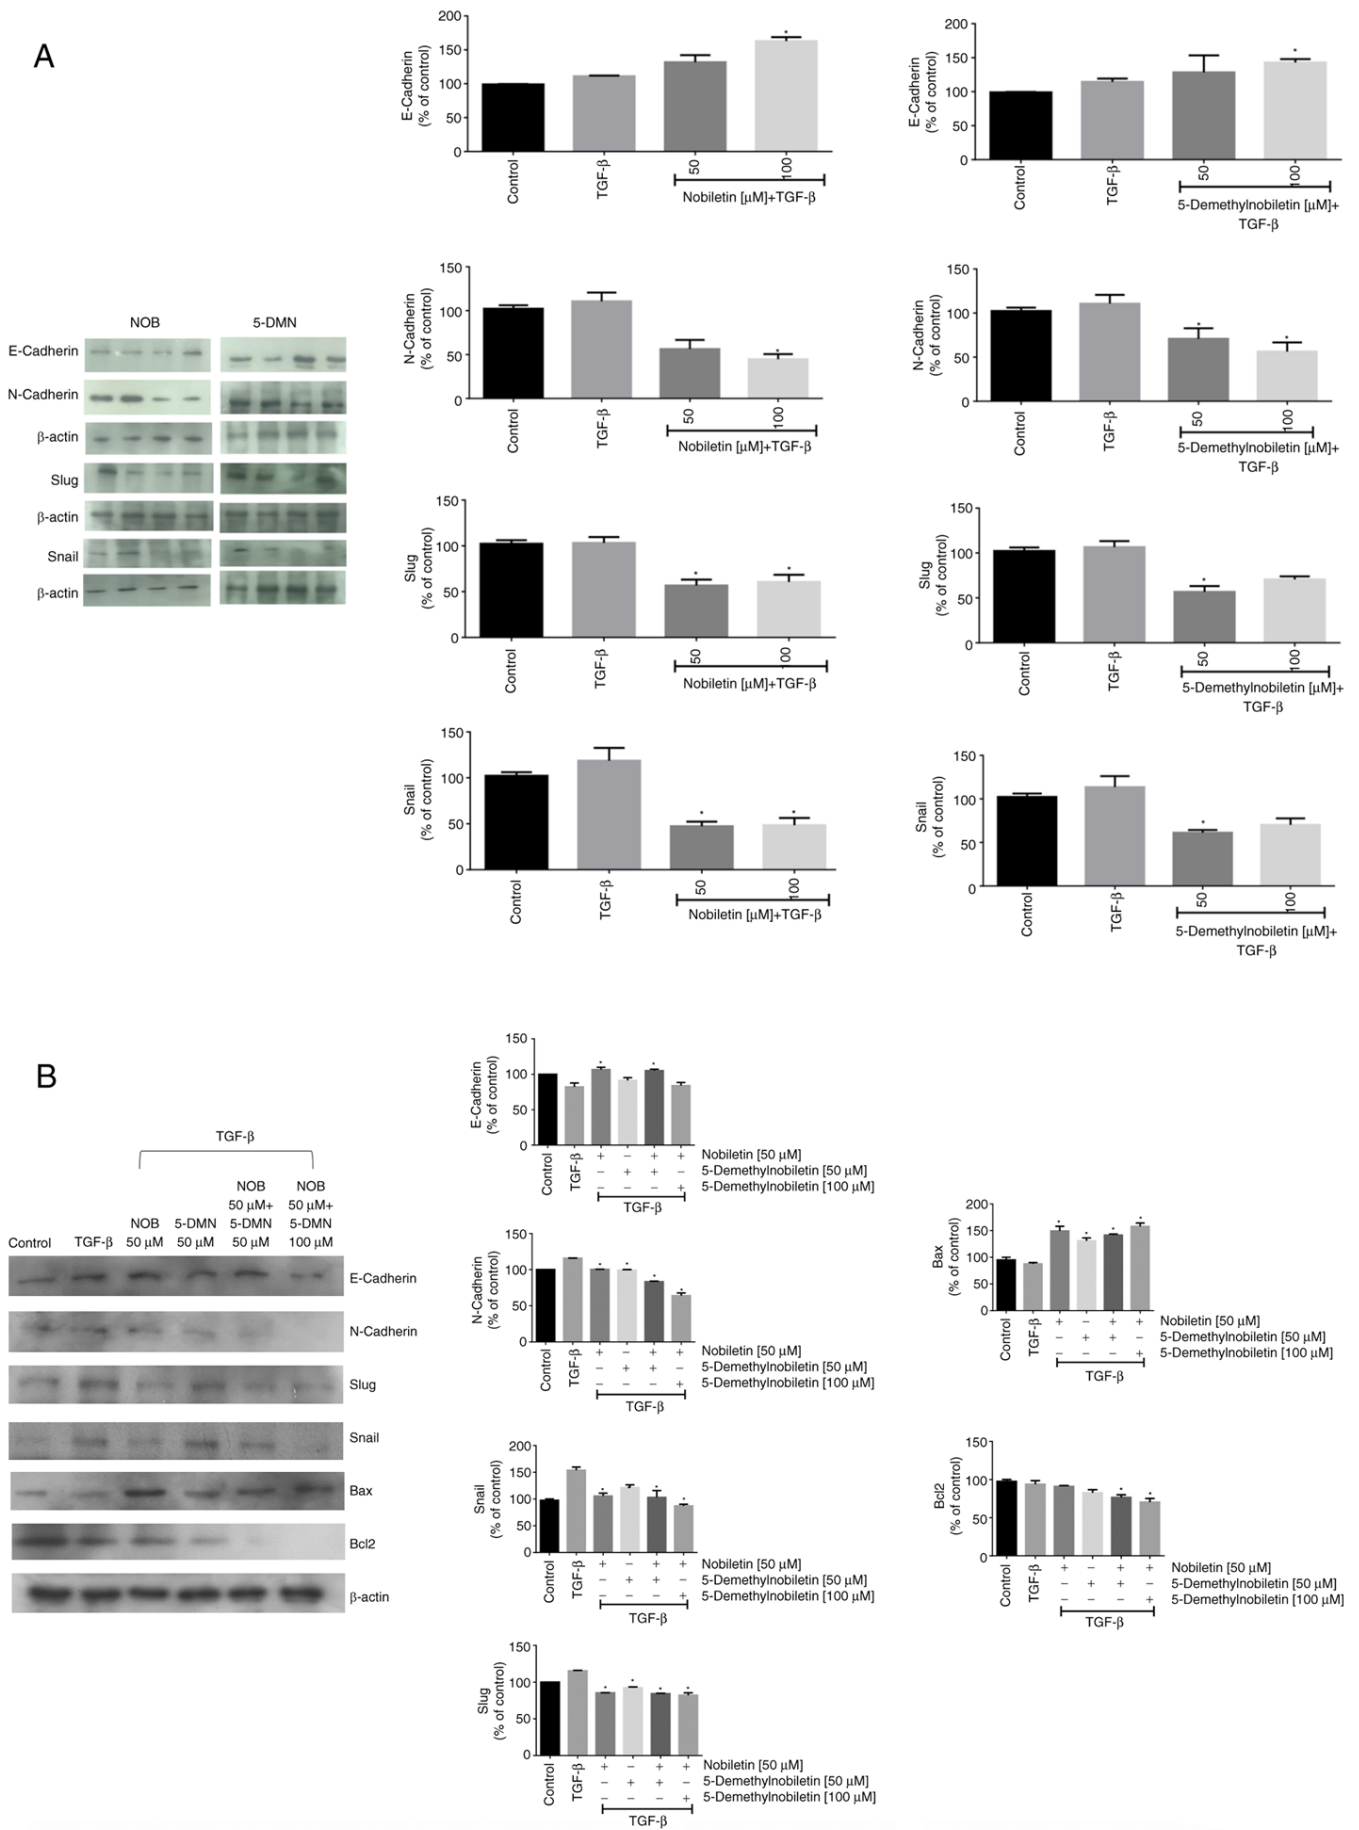 A
NOB
5-DMN
E-Cadherin
N-Cadherin
β-actin
Slug
β-actin
Snail
β-actin
E-Cadherin
(% of control)
200
150
100
50
0
Control
TGF-β
50
100
Nobiletin [μM]+TGF-β
E-Cadherin
(% of control)
200
150
100
50
0
Control
TGF-β
50
100
5-Demethylnobiletin [μM]+
TGF-β
N-Cadherin
(% of control)
150
100
50
0
Control
TGF-β
50
100
Nobiletin [μM]+TGF-β
N-Cadherin
(% of control)
150
100
50
0
Control
TGF-β
50
100
5-Demethylnobiletin [μM]+
TGF-β
Slug
(% of control)
150
100
50
0
Control
TGF-β
50
100
Nobiletin [μM]+TGF-β
Slug
(% of control)
150
100
50
0
Control
TGF-β
50
100
5-Demethylnobiletin [μM]+
TGF-β
Snail
(% of control)
150
100
50
0
Control
TGF-β
50
100
Nobiletin [μM]+TGF-β
Snail
(% of control)
150
100
50
0
Control
TGF-β
50
100
5-Demethylnobiletin [μM]+
TGF-β
B
TGF-β
Control
TGF-β
NOB
50 μM
5-DMN
50 μM
NOB
50 μM+
5-DMN
50 μM
NOB
50 μM+
5-DMN
100 μM
E-Cadherin
N-Cadherin
Slug
Snail
Bax
Bcl2
β-actin
E-Cadherin
(% of control)
150
100
50
0
Control
TGF-β
+ − + + Nobiletin [50 μM]
− + + − 5-Demethylnobiletin [50 μM]
− − − + 5-Demethylnobiletin [100 μM]
TGF-β
N-Cadherin
(% of control)
150
100
50
0
Control
TGF-β
+ − + + Nobiletin [50 μM]
− + + − 5-Demethylnobiletin [50 μM]
− − − + 5-Demethylnobiletin [100 μM]
TGF-β
Snail
(% of control)
200
150
100
50
0
Control
TGF-β
+ − + + Nobiletin [50 μM]
− + + − 5-Demethylnobiletin [50 μM]
− − − + 5-Demethylnobiletin [100 μM]
TGF-β
Slug
(% of control)
150
100
50
0
Control
TGF-β
+ − + + Nobiletin [50 μM]
− + + − 5-Demethylnobiletin [50 μM]
− − − + 5-Demethylnobiletin [100 μM]
TGF-β
Bax
(% of control)
200
150
100
50
0
Control
TGF-β
+ − + + Nobiletin [50 μM]
− + + − 5-Demethylnobiletin [50 μM]
− − − + 5-Demethylnobiletin [100 μM]
TGF-β
Bcl2
(% of control)
150
100
50
0
Control
TGF-β
+ − + + Nobiletin [50 μM]
− + + − 5-Demethylnobiletin [50 μM]
− − − + 5-Demethylnobiletin [100 μM]
TGF-β